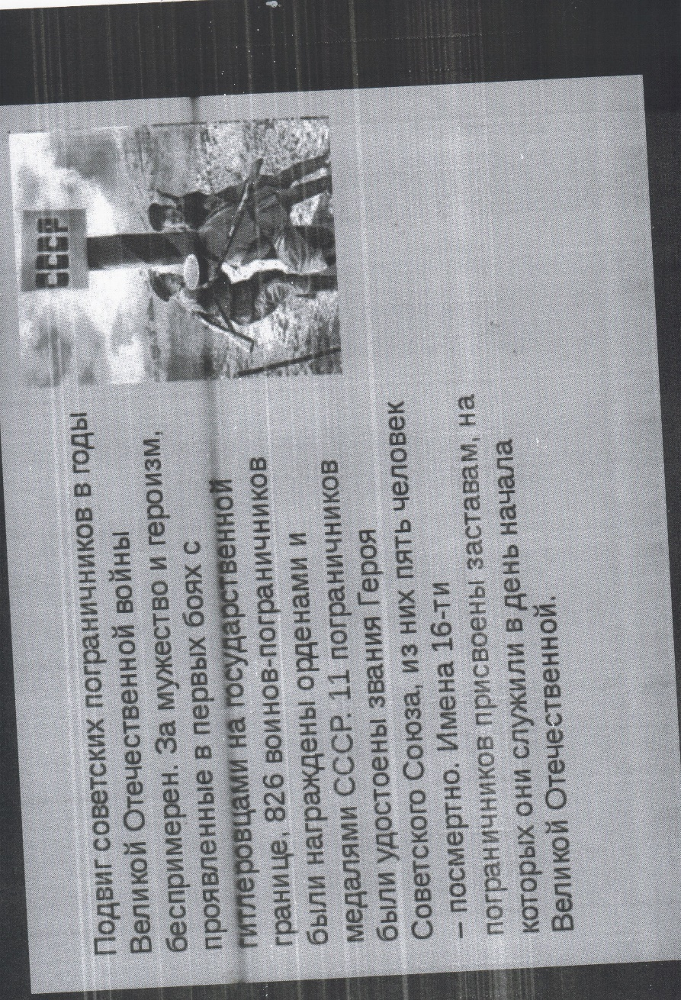 Подвиг советских пограничников в годы
Великой Отечественной войны
беспримерен. За мужество и героизм,
проявленные в первых боях с
гитлеровцами на государственной
границе, 826 воинов-пограничников
были награждены орденами и
медалями СССР. 11 пограничников
были удостоены звания Героя
Советского Союза, из них пять человек
– посмертно. Имена 16-ти
пограничников присвоены заставам, на
которых они служили в день начала
Великой Отечественной.
СССР